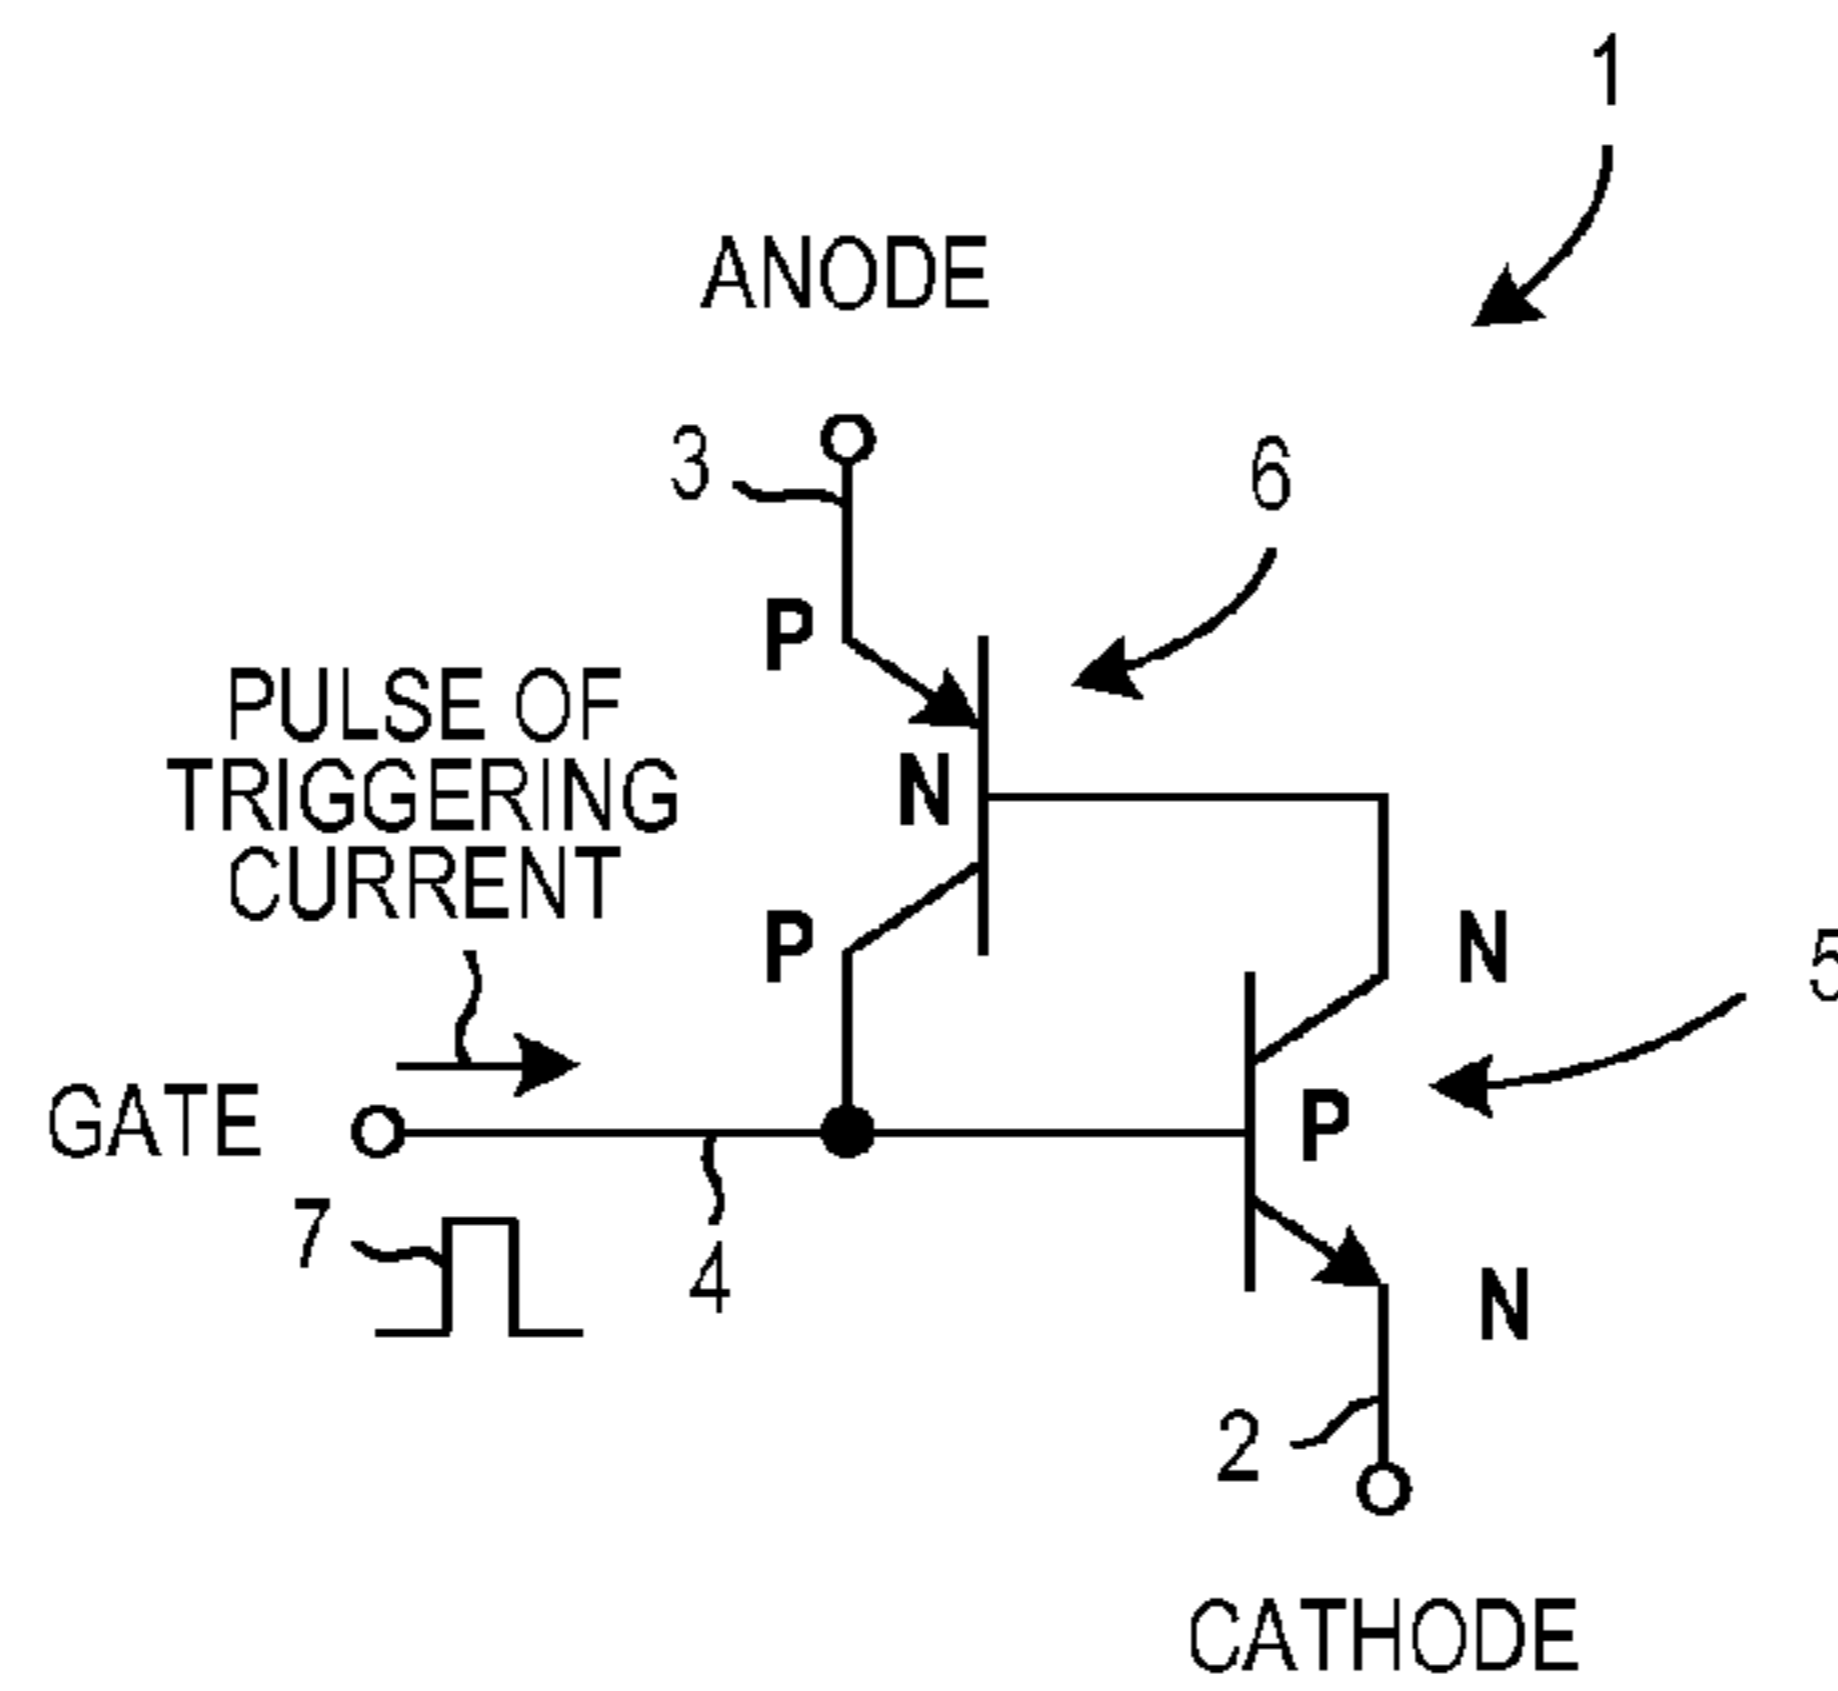 1
ANODE
3
6
P
PULSE OF
TRIGGERING
CURRENT
N
P
N
5
GATE
P
7
4
N
2
CATHODE